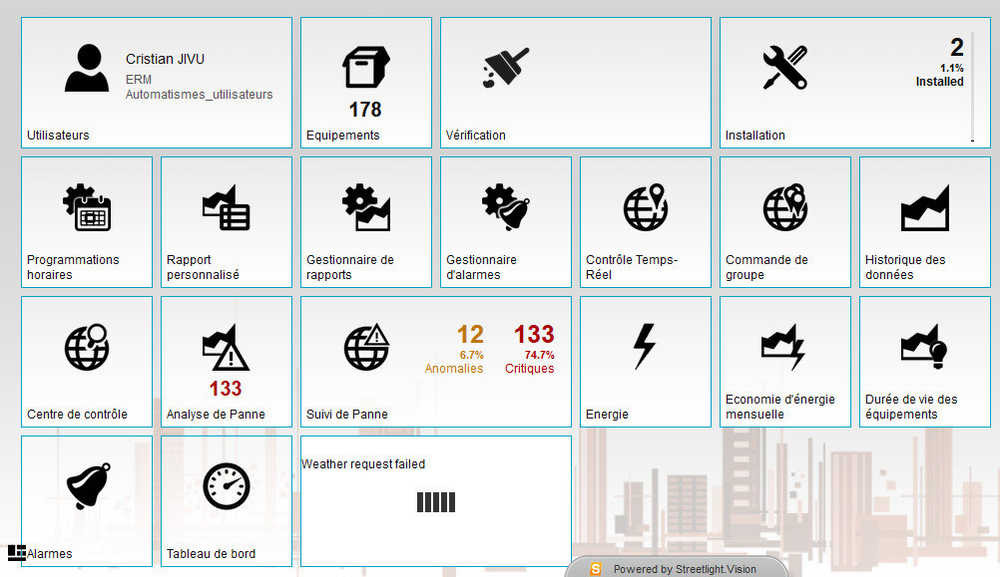 Cristian JIVU
ERM
Automatismes_utilisateurs
Utilisateurs
178
Equipements
Vérification
2
1.1%
Installed
Installation
Programmations
horaires
Rapport
personnalisé
Gestionnaire de
rapports
Gestionnaire
d'alarmes
Contrôle Temps-
Réel
Commande de
groupe
Historique des
données
Centre de contrôle
133
Analyse de Panne
12
6.7%
Anomalies
133
74.7%
Critiques
Suivi de Panne
Energie
Economie d'énergie
mensuelle
Durée de vie des
équipements
Alarmes
Tableau de bord
Weather request failed
S Powered by Streetlight.Vision